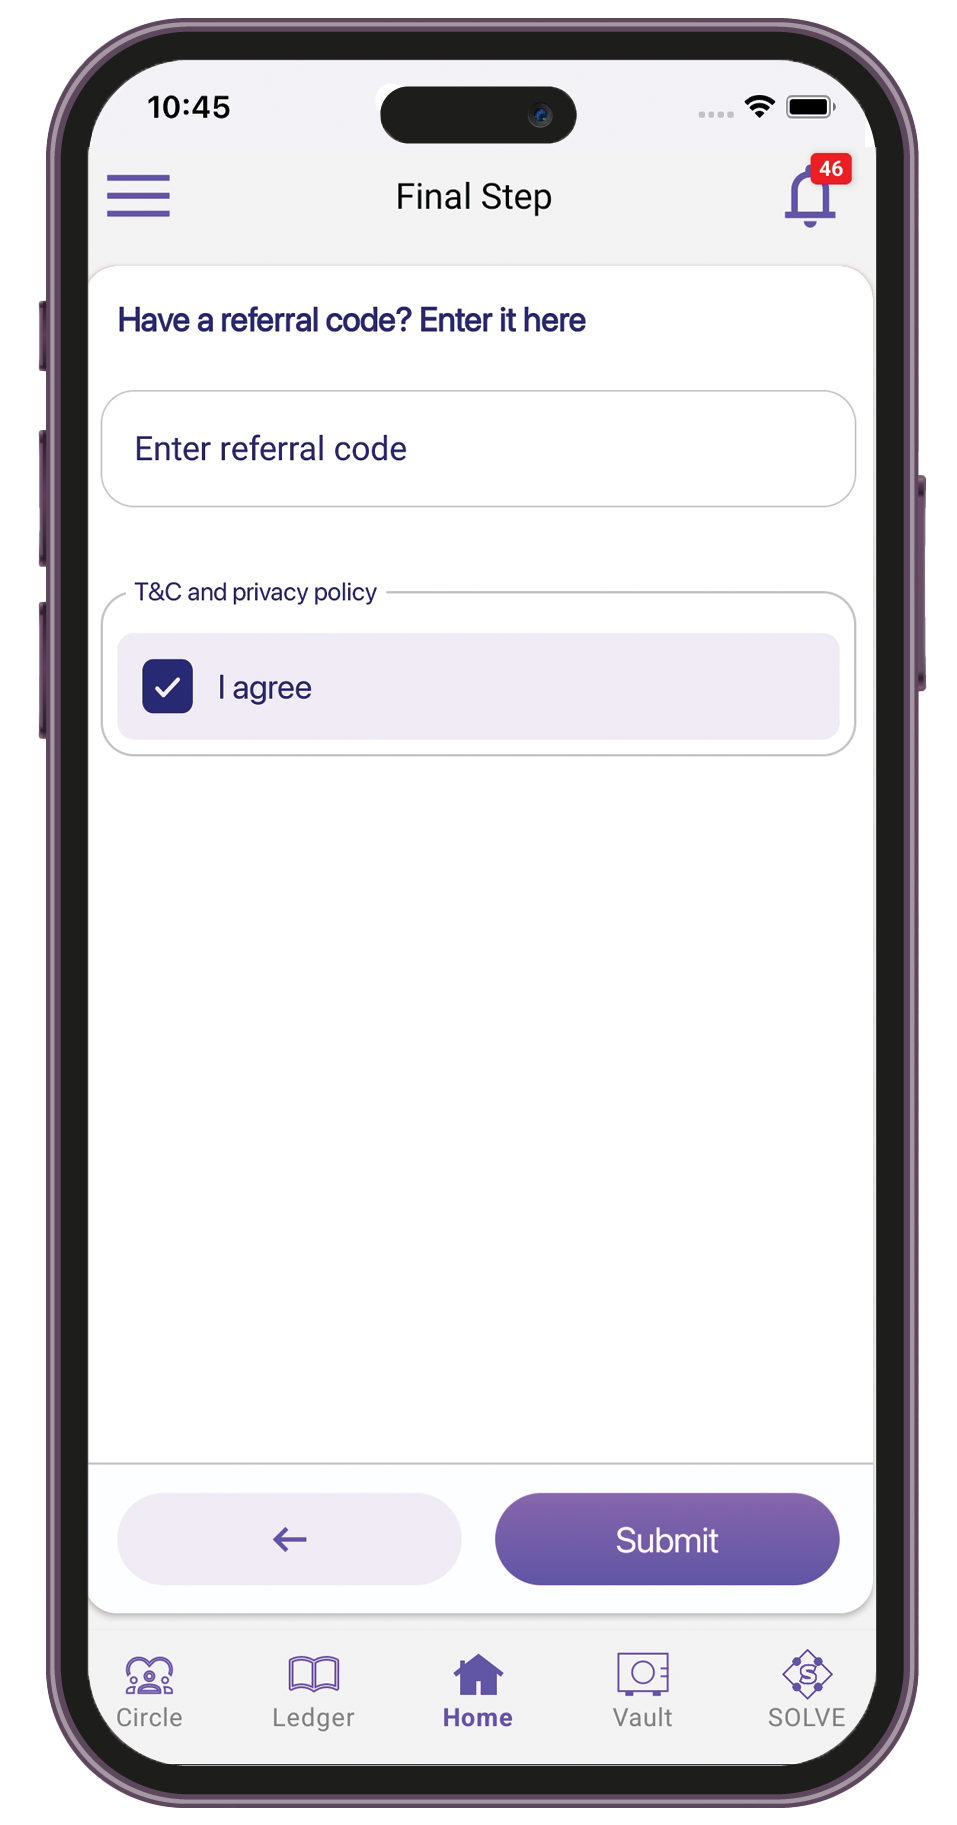 10:45
Final Step
46
Have a referral code? Enter it here
Enter referral code
T&C and privacy policy
I agree
Submit
Circle
Ledger
Home
Vault
S
SOLVE